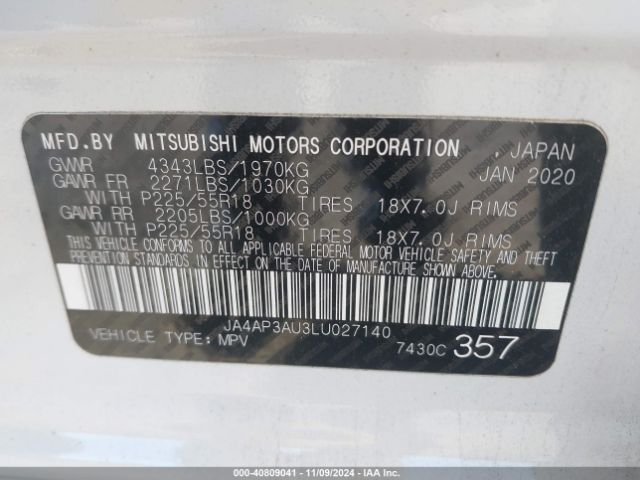 MFD.BY MITSUBISHI MOTORS CORPORATION JAPAN
GVWR 4343LBS/1970KG JAN 2020
GAWR FR 2271LBS/1030KG
WITH P225/55R18 TIRES 18X7.0J RIMS
GAWR RR 2205LBS/1000KG
WITH P225/55R18 TIRES 18X7.0J RIMS
THIS VEHICLE CONFORMS TO ALL APPLICABLE FEDERAL MOTOR VEHICLE SAFETY AND THEFT
PREVENTION STANDARDS IN EFFECT ON THE DATE OF MANUFACTURE SHOWN ABOVE.
JA4AP3AU3LU027140
VEHICLE TYPE: MPV 7430C 357
000-40809041 | 11/09/2024 - IAA Inc.